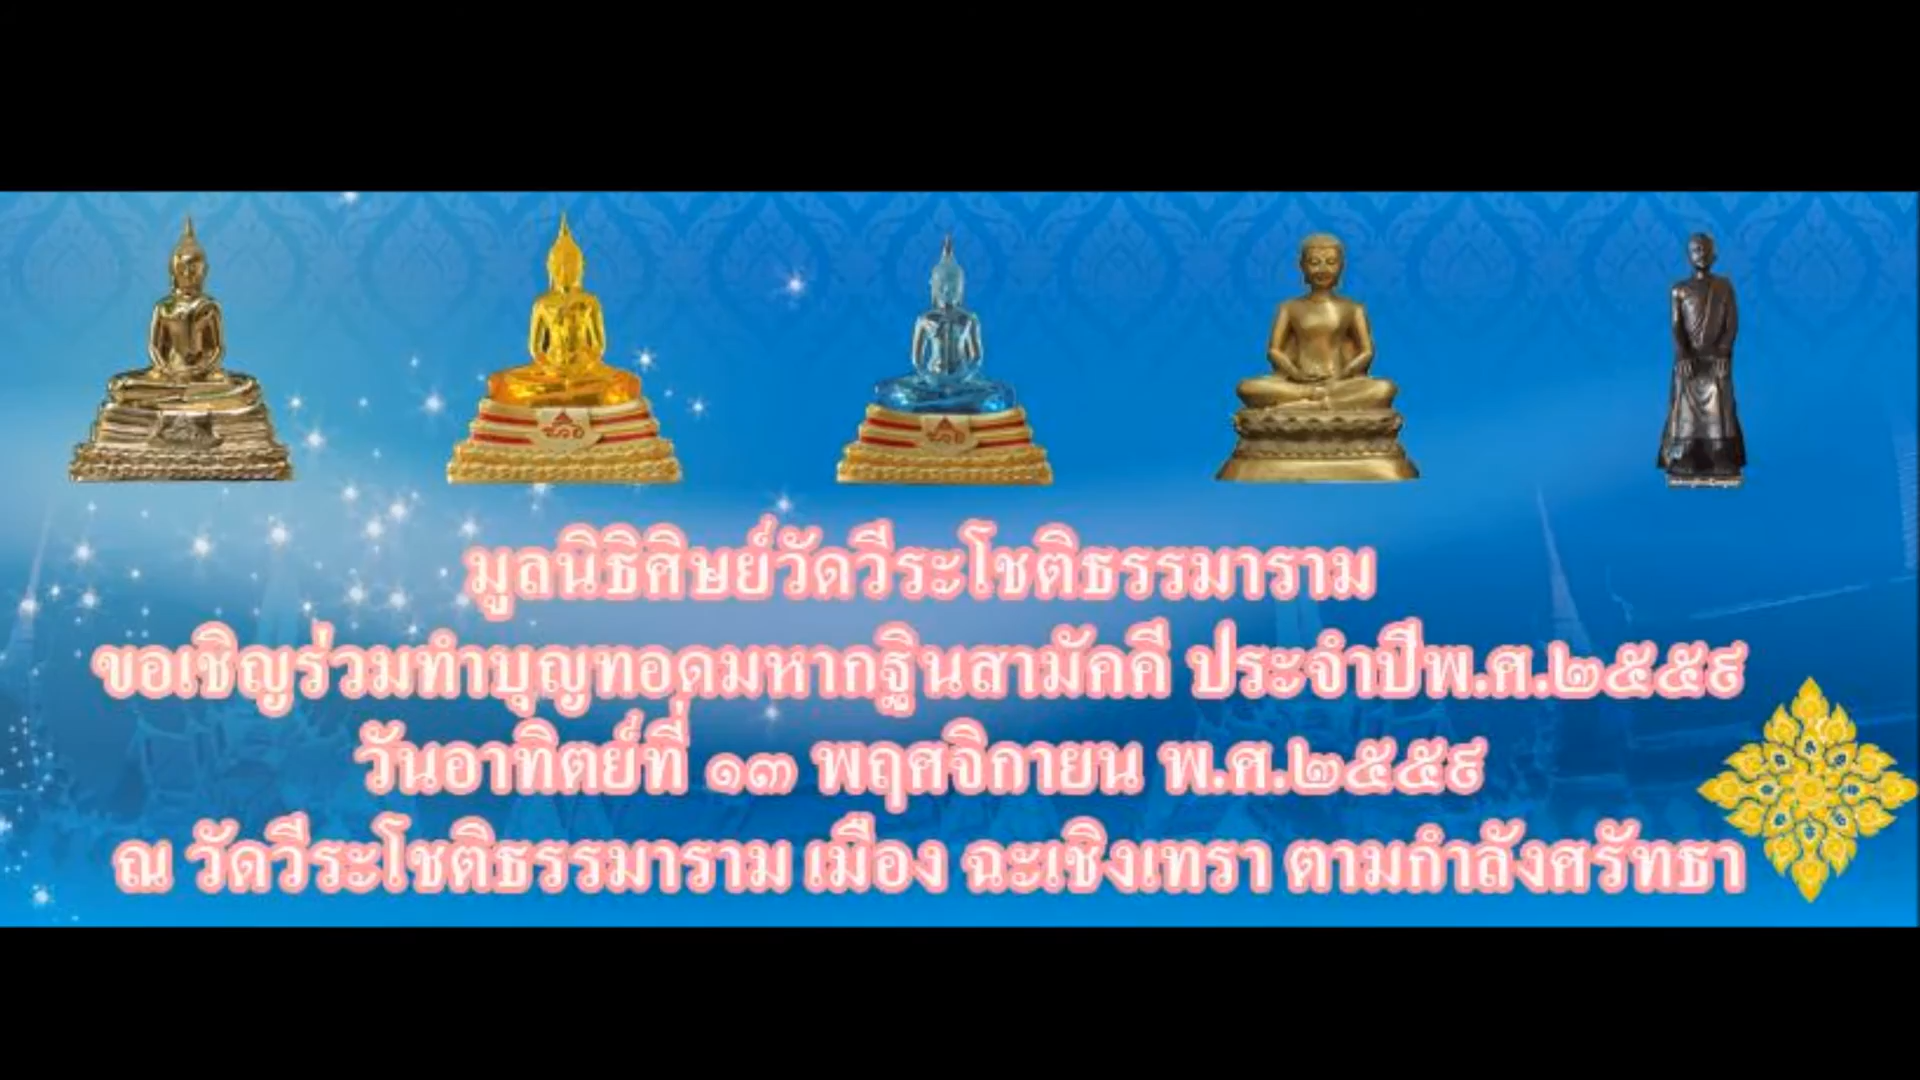 มูลนิธิศิษย์วัดวีระโชติธรรมาราม
ขอเชิญร่วมทำบุญทอดมหากฐินสามัคคี ประจำปีพ.ศ.๒๕๕๙
วันอาทิตย์ที่ ๑๓ พฤศจิกายน พ.ศ.๒๕๕๙
ณ วัดวีระโชติธรรมาราม เมือง ฉะเชิงเทรา ตามกำลังศรัทธา